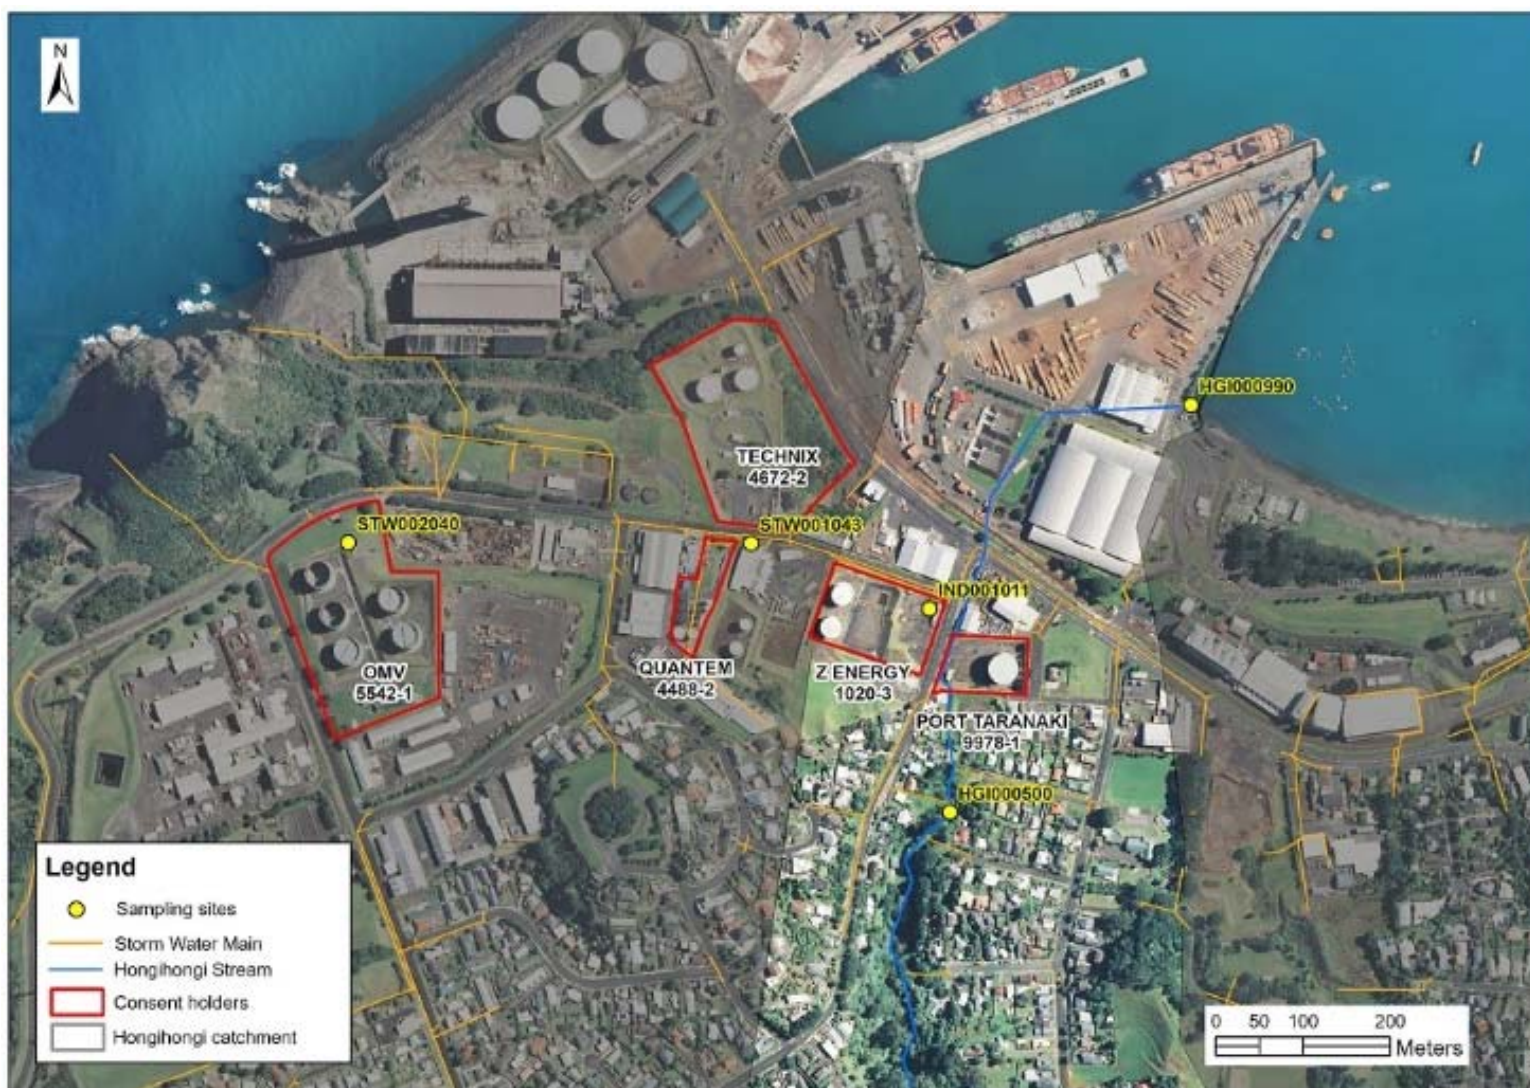 N
HGI000990
TECHNIX
4672-2
STW002040
STW001043
IND001011
OMV
5542-1
QUANTEM
4488-2
Z ENERGY
1020-3
PORT TARANAKI
9978-1
HGI000500
Legend
Sampling sites
Storm Water Main
Hongihongi Stream
Consent holders
Hongihongi catchment
0 50 100 200
Meters